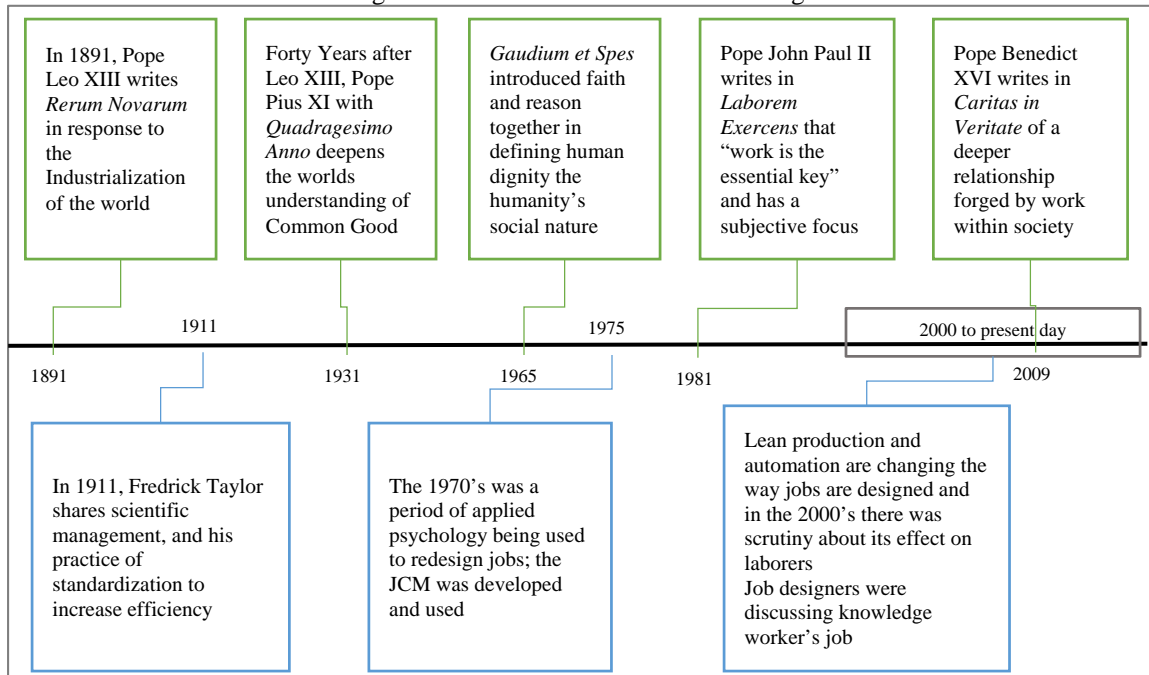 In 1891, Pope
Leo XIII writes
Rerum Novarum
in response to
the
Industrialization
of the world
Forty Years after
Leo XIII, Pope
Pius XI with
Quadragesimo
Anno deepens
the worlds
understanding of
Common Good
Gaudium et Spes
introduced faith
and reason
together in
defining human
dignity the
humanity’s
social nature
Pope John Paul II
writes in
Laborem
Exercens that
“work is the
essential key”
and has a
subjective focus
Pope Benedict
XVI writes in
Caritas in
Veritate of a
deeper
relationship
forged by work
within society
1911
1975
2000 to present day
1891
1931
1965
1981
2009
In 1911, Fredrick Taylor
shares scientific
management, and his
practice of
standardization to
increase efficiency
The 1970’s was a
period of applied
psychology being used
to redesign jobs; the
JCM was developed
and used
Lean production and
automation are changing the
way jobs are designed and
in the 2000’s there was
scrutiny about its effect on
laborers
Job designers were
discussing knowledge
worker’s job